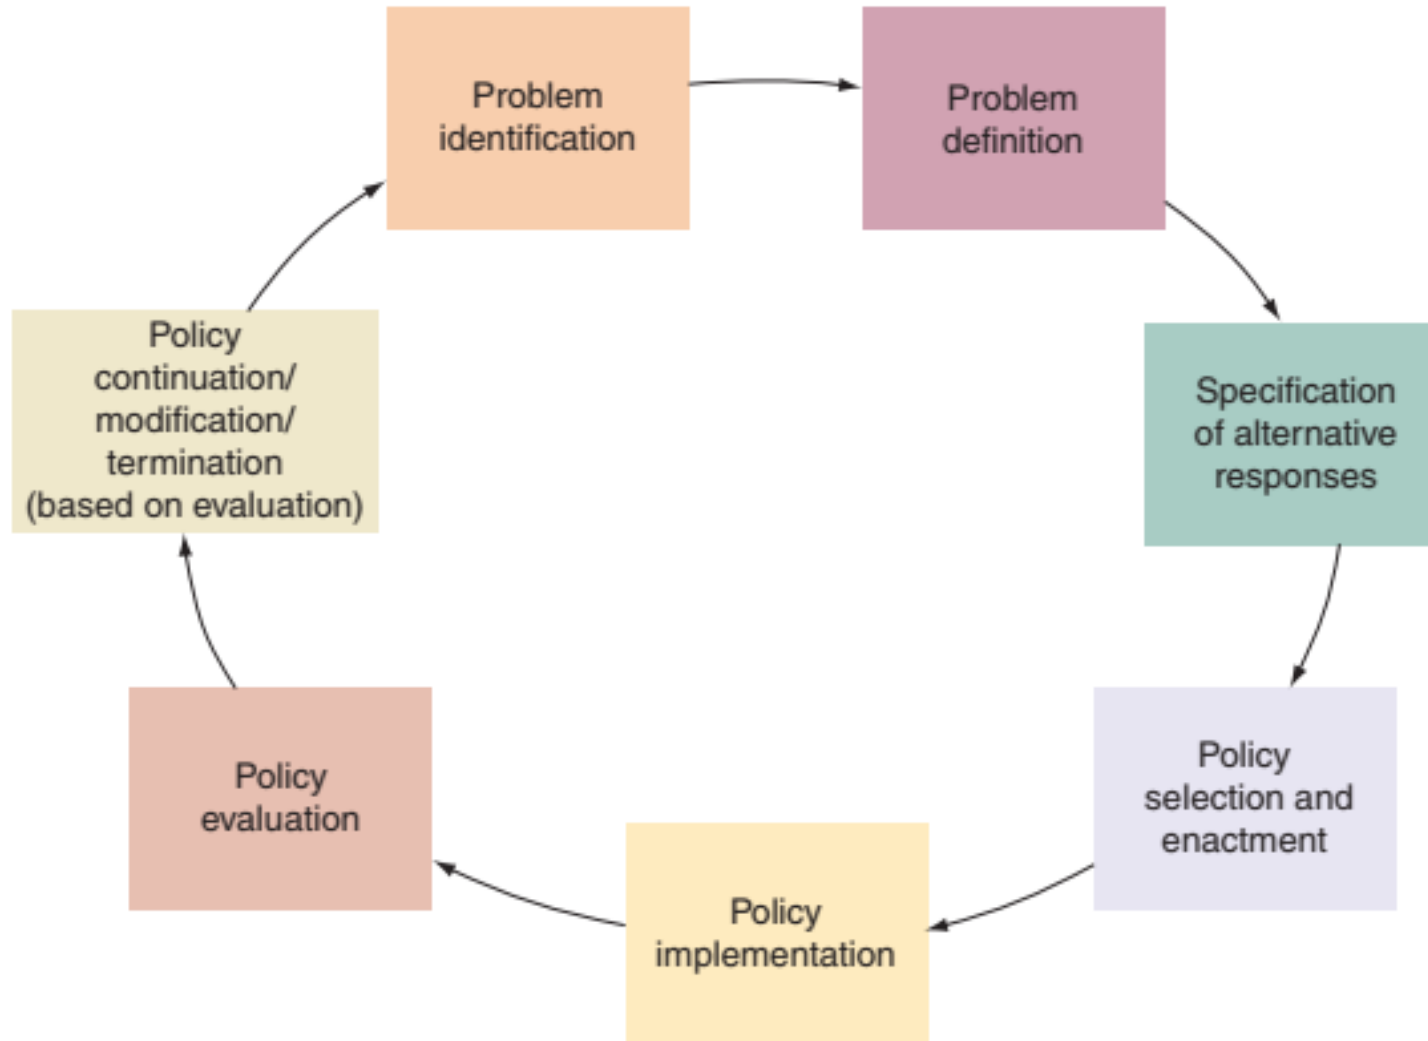 Problem
identification
Problem
definition
Specification
of alternative
responses
Policy
selection and
enactment
Policy
implementation
Policy
evaluation
Policy
continuation/
modification/
termination
(based on evaluation)